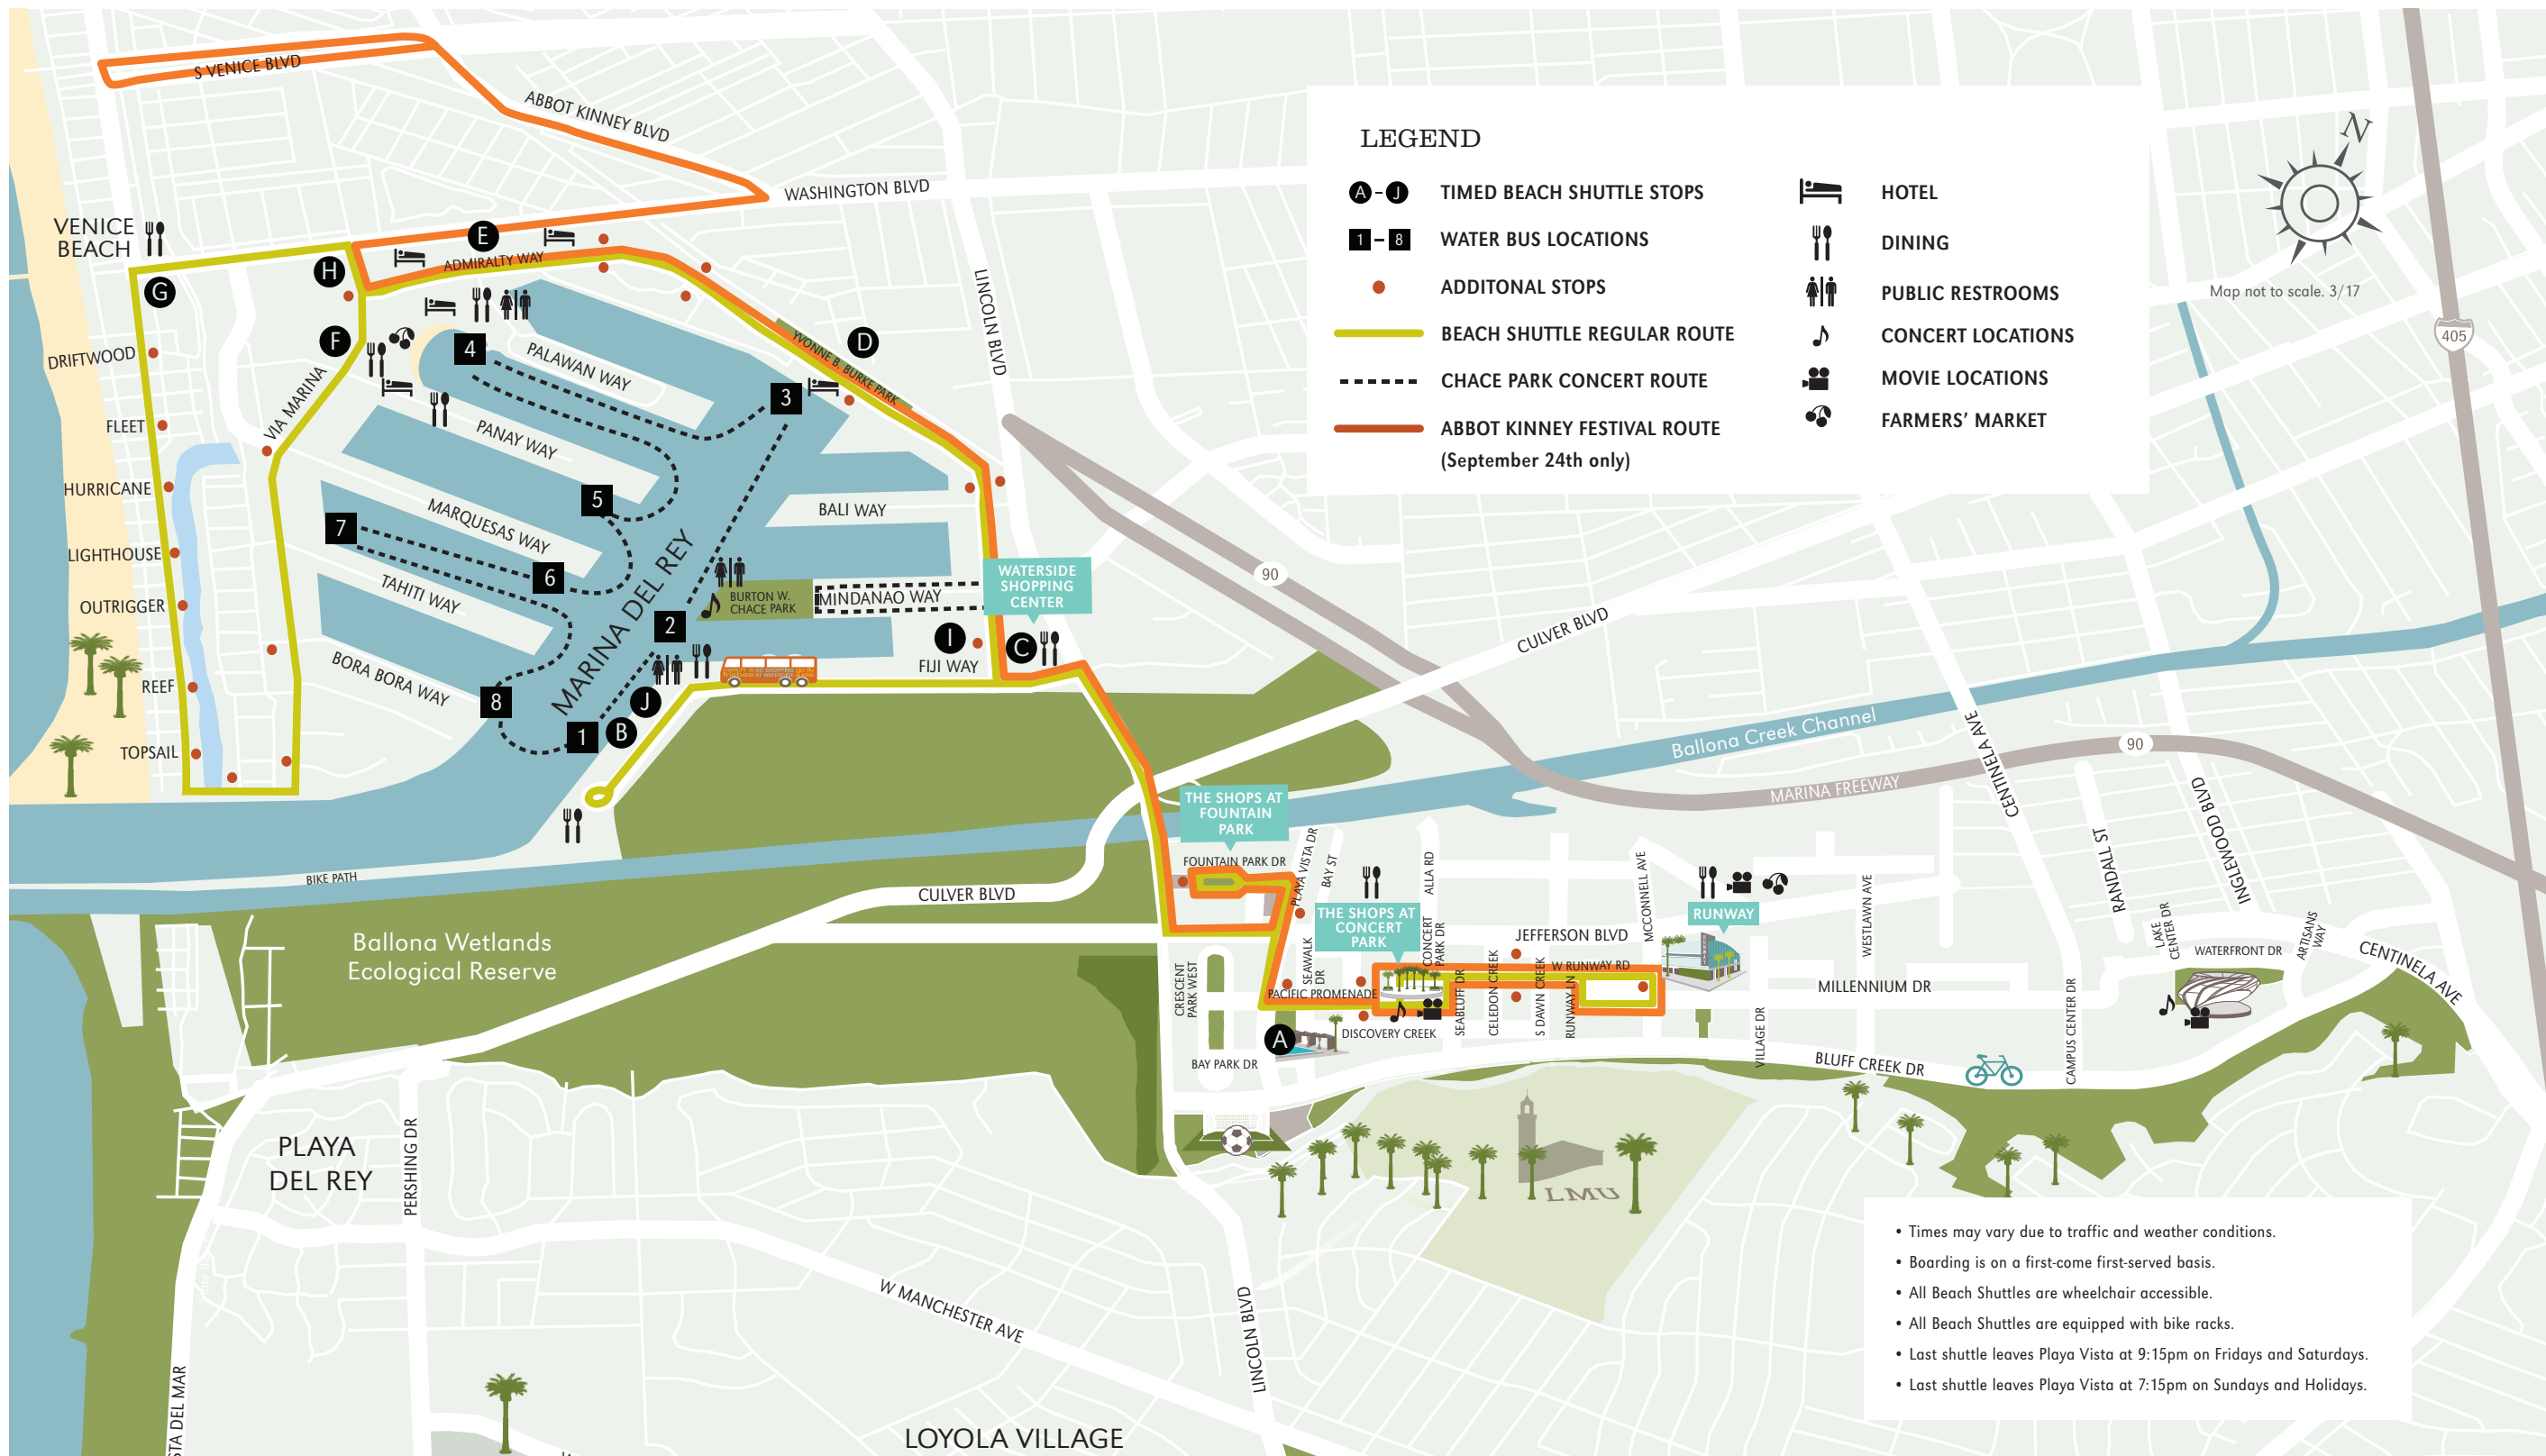 S VENICE BLVD
ABBOT KINNEY BLVD
WASHINGTON BLVD
LINCOLN BLVD
LEGEND
A – J TIMED BEACH SHUTTLE STOPS
1 – 8 WATER BUS LOCATIONS
ADDITONAL STOPS
BEACH SHUTTLE REGULAR ROUTE
CHACE PARK CONCERT ROUTE
ABBOT KINNEY FESTIVAL ROUTE
(September 24th only)
HOTEL
DINING
PUBLIC RESTROOMS
CONCERT LOCATIONS
MOVIE LOCATIONS
FARMERS' MARKET
N
Map not to scale. 3/17
405
VENICE
BEACH
E
ADMIRALTY WAY
H
G
F
D
YVONNE B. BURKE PARK
DRIFTWOOD
FLEET
HURRICANE
LIGHTHOUSE
OUTRIGGER
REEF
TOPSAIL
VIA MARINA
4
PALAWAN WAY
3
PANAY WAY
5
MARQUESAS WAY
7
6
TAHITI WAY
BORA BORA WAY
8
MARINA DEL REY
BALI WAY
BURTON W.
CHACE PARK
MINDANAO WAY
2
I
FIJI WAY
J
B
1
WATERSIDE
SHOPPING
CENTER
C
90
CULVER BLVD
Ballona Creek Channel
MARINA FREEWAY
90
CENTINELA AVE
RANDALL ST
INGLEWOOD BLVD
BIKE PATH
CULVER BLVD
Ballona Wetlands
Ecological Reserve
THE SHOPS AT
FOUNTAIN
PARK
FOUNTAIN PARK DR
PLAYA VISTA DR
BAY ST
ALLA RD
THE SHOPS AT
CONCERT
PARK
CONCERT
PARK DR
JEFFERSON BLVD
MCCONNELL AVE
RUNWAY
WESTLAWN AVE
LAKE
CENTER DR
WATERFRONT DR
ARTISANS
WAY
CENTINELA AVE
CRESCENT
PARK WEST
SEAWALK
DR
PACIFIC PROMENADE
W RUNWAY RD
SEABLUFF DR
CELEDON CREEK
S DAWN CREEK
RUNWAY LN
MILLENNIUM DR
A
DISCOVERY CREEK
BAY PARK DR
VILLAGE DR
BLUFF CREEK DR
CAMPUS CENTER DR
LMU
PLAYA
DEL REY
PERSHING DR
W MANCHESTER AVE
LINCOLN BLVD
STA DEL MAR
LOYOLA VILLAGE
• Times may vary due to traffic and weather conditions.
• Boarding is on a first-come first-served basis.
• All Beach Shuttles are wheelchair accessible.
• All Beach Shuttles are equipped with bike racks.
• Last shuttle leaves Playa Vista at 9:15pm on Fridays and Saturdays.
• Last shuttle leaves Playa Vista at 7:15pm on Sundays and Holidays.